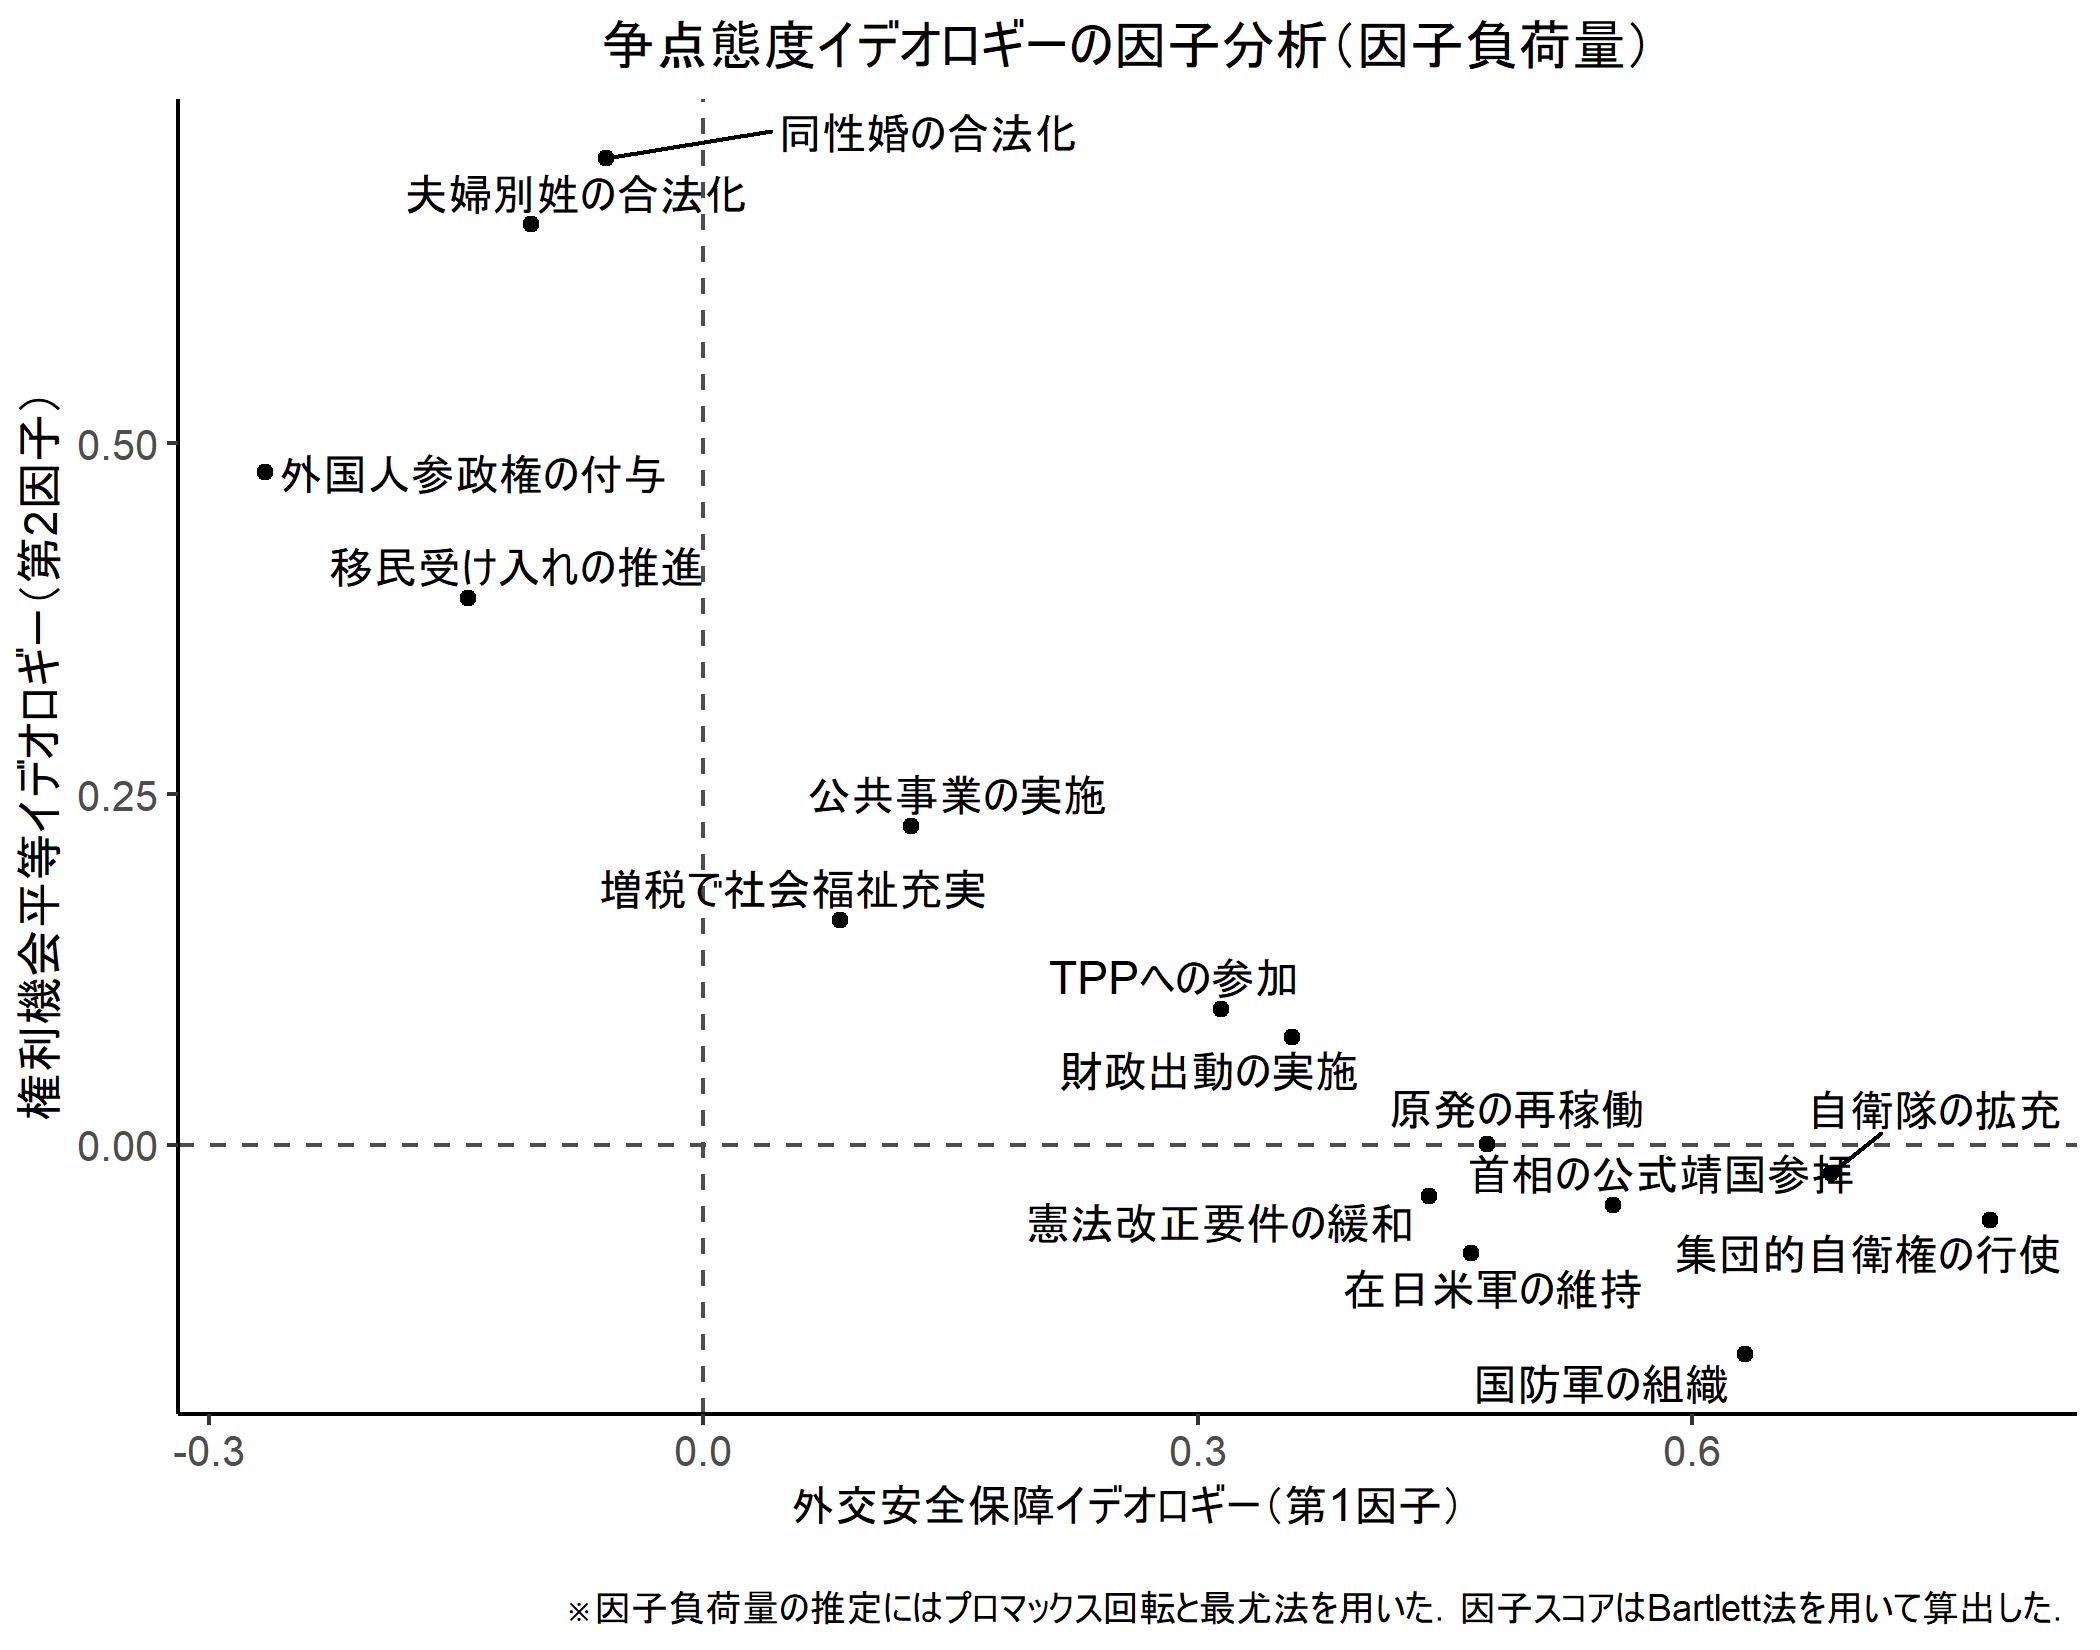 争点態度イデオロギーの因子分析（因子負荷量）
同性婚の合法化
夫婦別姓の合法化
外国人参政権の付与
移民受け入れの推進
公共事業の実施
増税で社会福祉充実
TPPへの参加
財政出動の実施
原発の再稼働
自衛隊の拡充
首相の公式靖国参拝
憲法改正要件の緩和
集団的自衛権の行使
在日米軍の維持
国防軍の組織
権利機会平等イデオロギー（第2因子）
0.50
0.25
0.00
-0.3
0.0
0.3
0.6
外交安全保障イデオロギー（第1因子）
※因子負荷量の推定にはプロマックス回転と最尤法を用いた．因子スコアはBartlett法を用いて算出した．